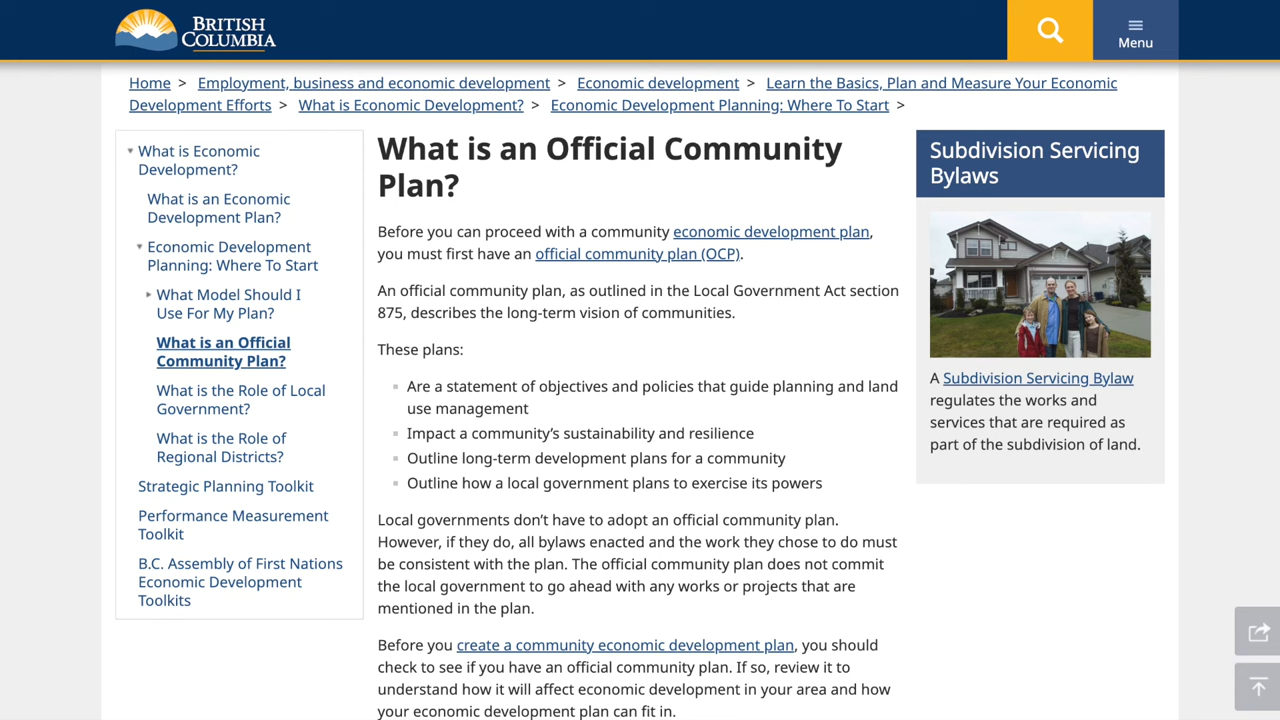 BRITISH
COLUMBIA
Menu
Home > Employment, business and economic development > Economic development > Learn the Basics, Plan and Measure Your Economic
Development Efforts > What is Economic Development? > Economic Development Planning: Where To Start >
What is Economic
Development?
What is an Economic
Development Plan?
Economic Development
Planning: Where To Start
What Model Should I
Use For My Plan?
What is an Official
Community Plan?
What is the Role of Local
Government?
What is the Role of
Regional Districts?
Strategic Planning Toolkit
Performance Measurement
Toolkit
B.C. Assembly of First Nations
Economic Development
Toolkits
What is an Official Community
Plan?
Before you can proceed with a community economic development plan,
you must first have an official community plan (OCP).
An official community plan, as outlined in the Local Government Act section
875, describes the long-term vision of communities.
These plans:
Are a statement of objectives and policies that guide planning and land
use management
Impact a community's sustainability and resilience
Outline long-term development plans for a community
Outline how a local government plans to exercise its powers
Local governments don't have to adopt an official community plan.
However, if they do, all bylaws enacted and the work they chose to do must
be consistent with the plan. The official community plan does not commit
the local government to go ahead with any works or projects that are
mentioned in the plan.
Before you create a community economic development plan, you should
check to see if you have an official community plan. If so, review it to
understand how it will affect economic development in your area and how
your economic development plan can fit in.
Subdivision Servicing
Bylaws
A Subdivision Servicing Bylaw
regulates the works and
services that are required as
part of the subdivision of land.